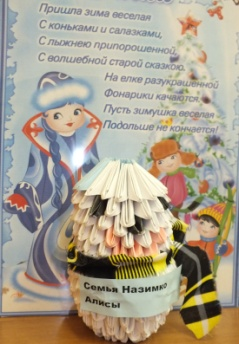 Пришла зима веселая
С коньками и салазками,
С лыжнею припорошенной,
С волшебной старой сказкою.
На елке разукрашенной
Фонарики качаются,
Пусть зимушка веселая
Подольше не кончается!
Семья Назимко
Алисы